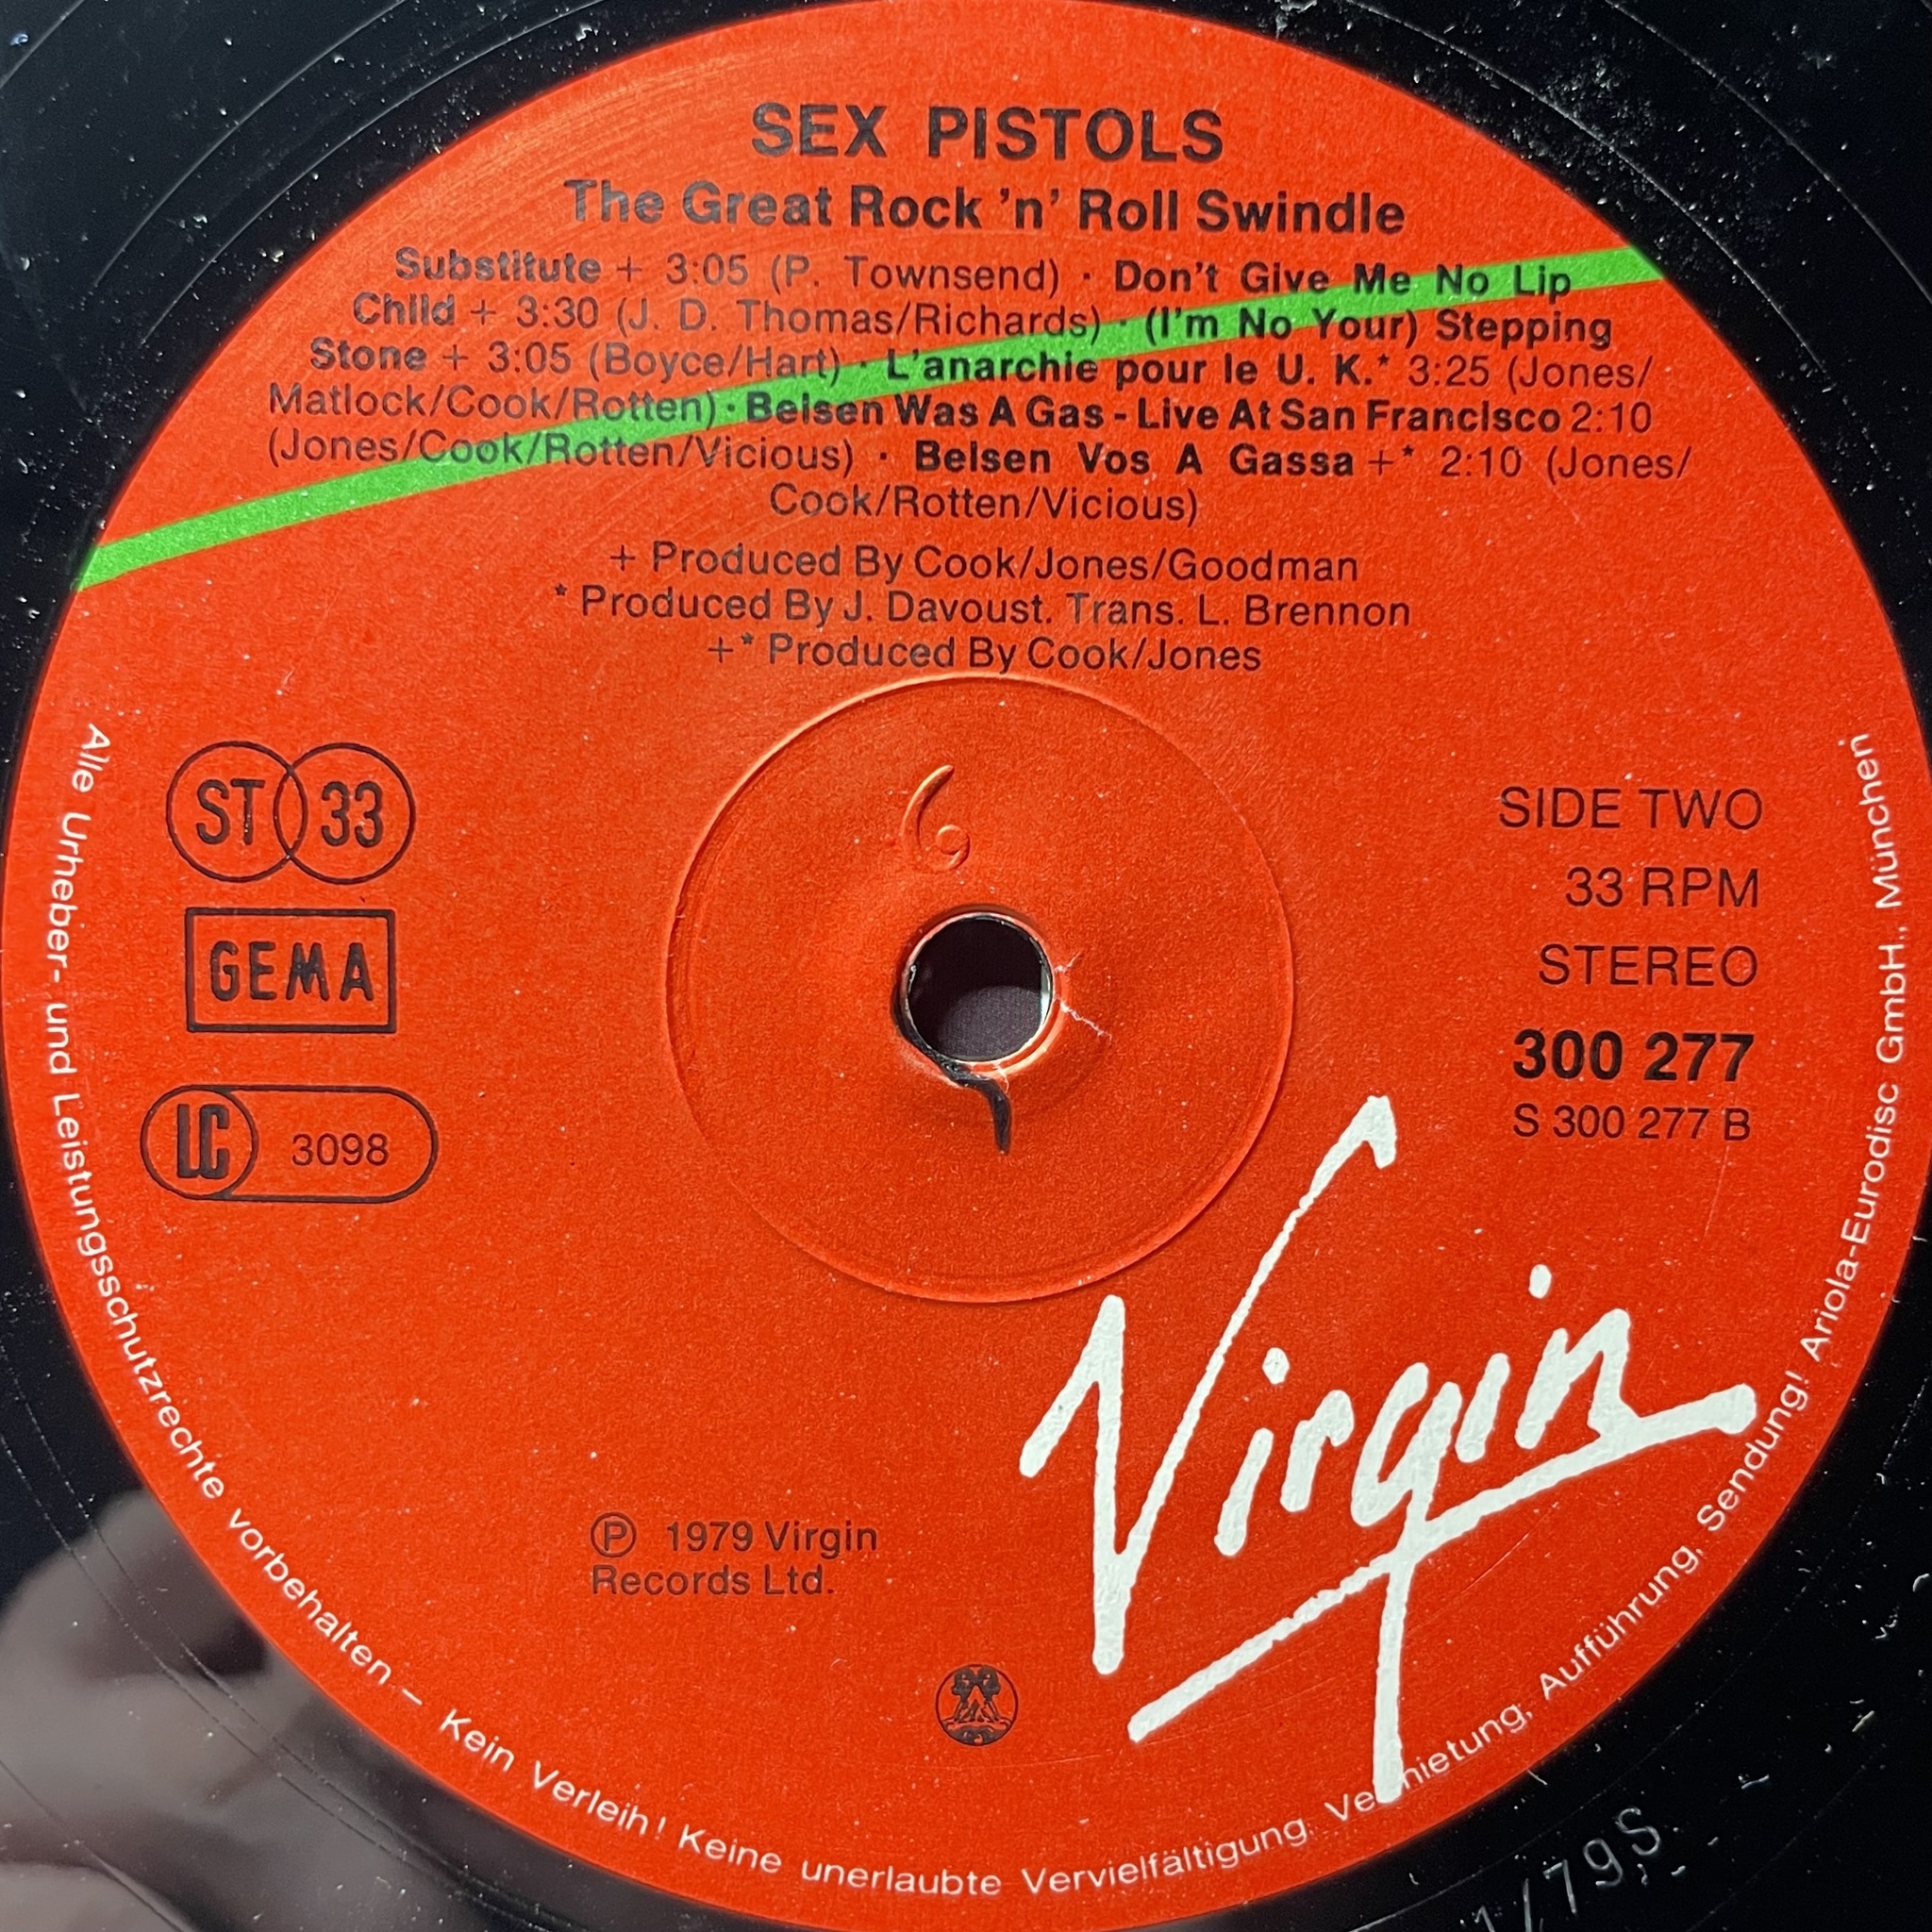 SEX PISTOLS
The Great Rock 'n' Roll Swindle
Substitute + 3:05 (P. Townsend) · Don't Give Me No Lip
Child + 3:30 (J. D. Thomas/Richards) · (I'm No Your) Stepping
Stone + 3:05 (Boyce/Hart) · L'anarchie pour le U. K.* 3:25 (Jones/
Matlock/Cook/Rotten) · Belsen Was A Gas - Live At San Francisco 2:10
(Jones/Cook/Rotten/Vicious) · Belsen Vos A Gassa +* 2:10 (Jones/
Cook/Rotten/Vicious)
+ Produced By Cook/Jones/Goodman
* Produced By J. Davoust. Trans. L. Brennon
+* Produced By Cook/Jones
6
ST 33
GEMA
LC 3098
SIDE TWO
33 RPM
STEREO
300 277
S 300 277 B
Virgin
℗ 1979 Virgin
Records Ltd.
Alle Urheber- und Leistungsschutzrechte vorbehalten – Kein Verleih! Keine unerlaubte Vervielfältigung, Vermietung, Aufführung, Sendung! Ariola-Eurodisc GmbH., München
/79S